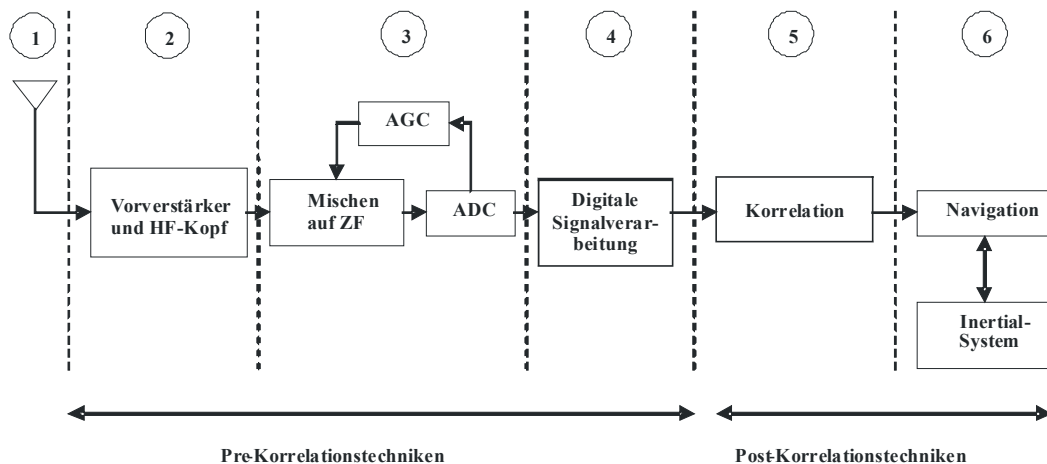 1
2
3
4
5
6
AGC
Vorverstärker
und HF-Kopf
Mischen
auf ZF
ADC
Digitale
Signalverar-
beitung
Korrelation
Navigation
Inertial-
System
Pre-Korrelationstechniken
Post-Korrelationstechniken